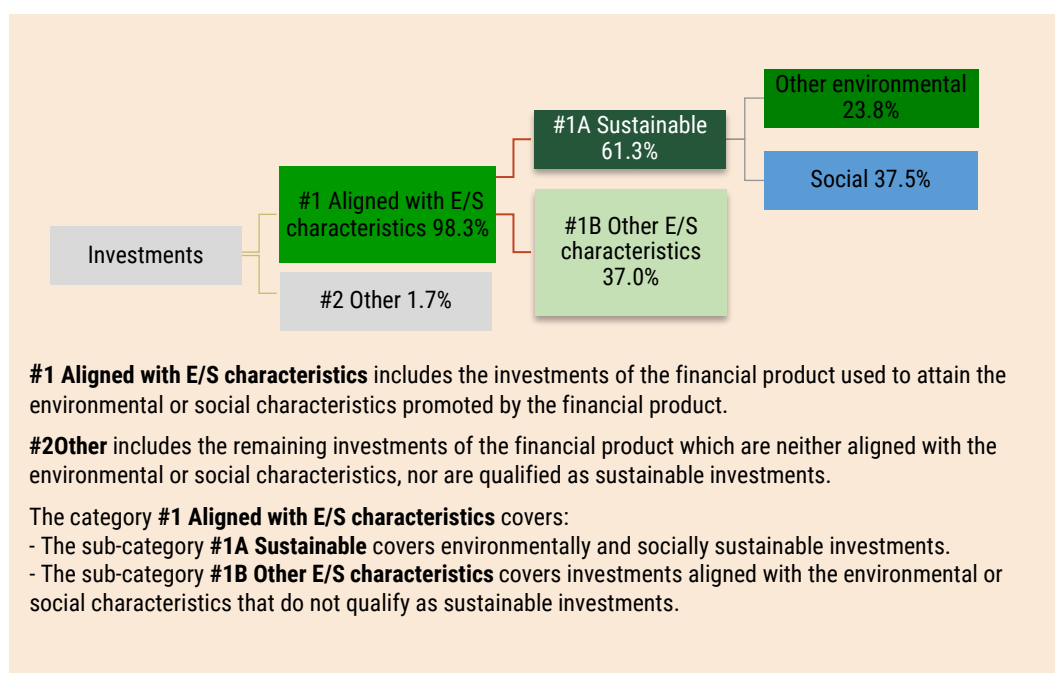 Other environmental
23.8%
#1A Sustainable
61.3%
Social 37.5%
#1 Aligned with E/S
characteristics 98.3%
#1B Other E/S
characteristics
37.0%
Investments
#2 Other 1.7%
#1 Aligned with E/S characteristics includes the investments of the financial product used to attain the
environmental or social characteristics promoted by the financial product.
#2Other includes the remaining investments of the financial product which are neither aligned with the
environmental or social characteristics, nor are qualified as sustainable investments.
The category #1 Aligned with E/S characteristics covers:
- The sub-category #1A Sustainable covers environmentally and socially sustainable investments.
- The sub-category #1B Other E/S characteristics covers investments aligned with the environmental or
social characteristics that do not qualify as sustainable investments.